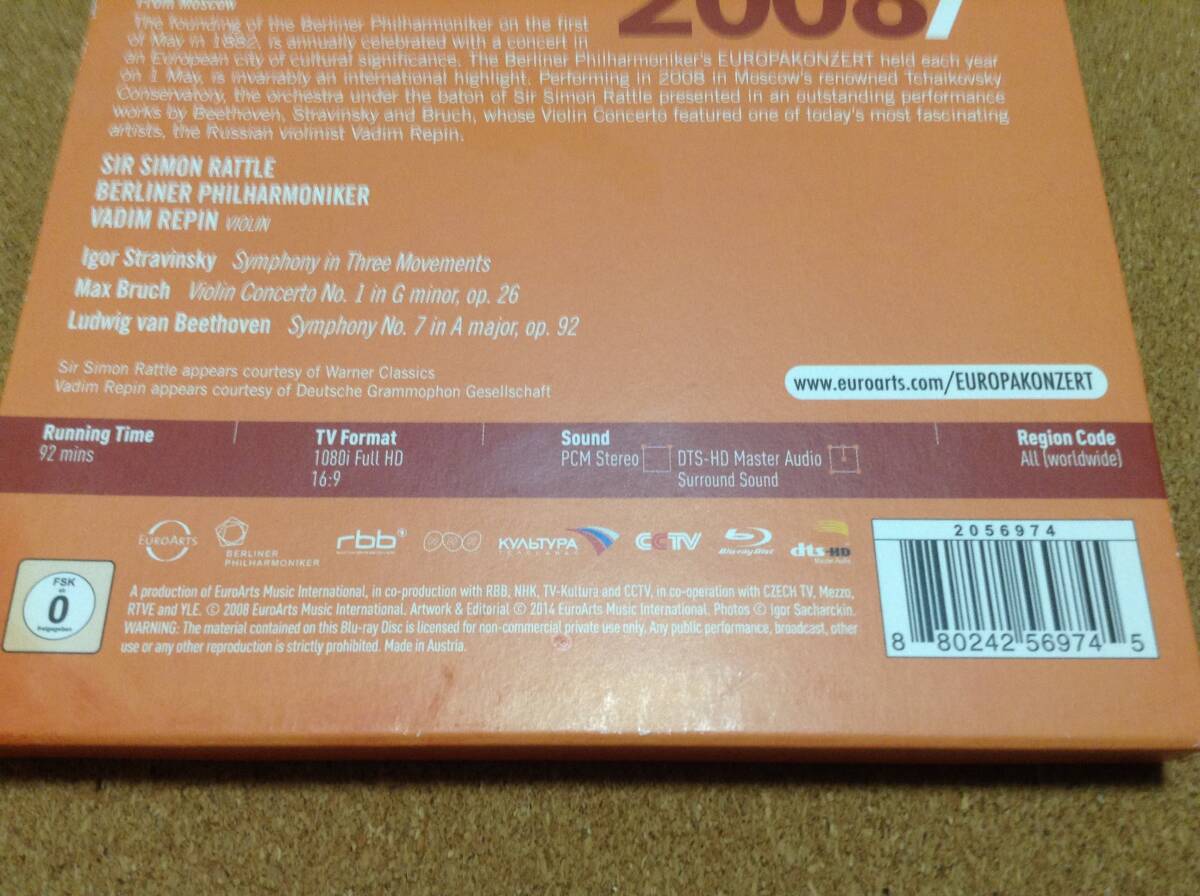 From Moscow
2008/
The founding of the Berliner Philharmoniker on the first
of May in 1882, is annually celebrated with a concert in
an European city of cultural significance. The Berliner Philharmoniker's EUROPAKONZERT held each year
on 1 May, is invariably an international highlight. Performing in 2008 in Moscow's renowned Tchaikovsky
Conservatory, the orchestra under the baton of Sir Simon Rattle presented in an outstanding performance
works by Beethoven, Stravinsky and Bruch, whose Violin Concerto featured one of today's most fascinating
artists, the Russian violinist Vadim Repin.
SIR SIMON RATTLE
BERLINER PHILHARMONIKER
VADIM REPIN VIOLIN
Igor Stravinsky Symphony in Three Movements
Max Bruch Violin Concerto No. 1 in G minor, op. 26
Ludwig van Beethoven Symphony No. 7 in A major, op. 92
Sir Simon Rattle appears courtesy of Warner Classics
Vadim Repin appears courtesy of Deutsche Grammophon Gesellschaft
www.euroarts.com/EUROPAKONZERT
Running Time
92 mins
TV Format
1080i Full HD
16:9
Sound
PCM Stereo
DTS-HD Master Audio
Surround Sound
Region Code
All (worldwide)
EUROARTS
BERLINER
PHILHARMONIKER
rbb
КУЛЬТУРА
CCTV
Blu-ray Disc
dts-HD
Master Audio
2056974
8 80242 56974 5
FSK
ab
0
freigegeben
A production of EuroArts Music International, in co-production with RBB, NHK, TV-Kultura and CCTV, in co-operation with CZECH TV, Mezzo,
RTVE and YLE. © 2008 EuroArts Music International. Artwork & Editorial © 2014 EuroArts Music International. Photos © Igor Sacharckin.
WARNING: The material contained on this Blu-ray Disc is licensed for non-commercial private use only. Any public performance, broadcast, other
use or any other reproduction is strictly prohibited. Made in Austria.